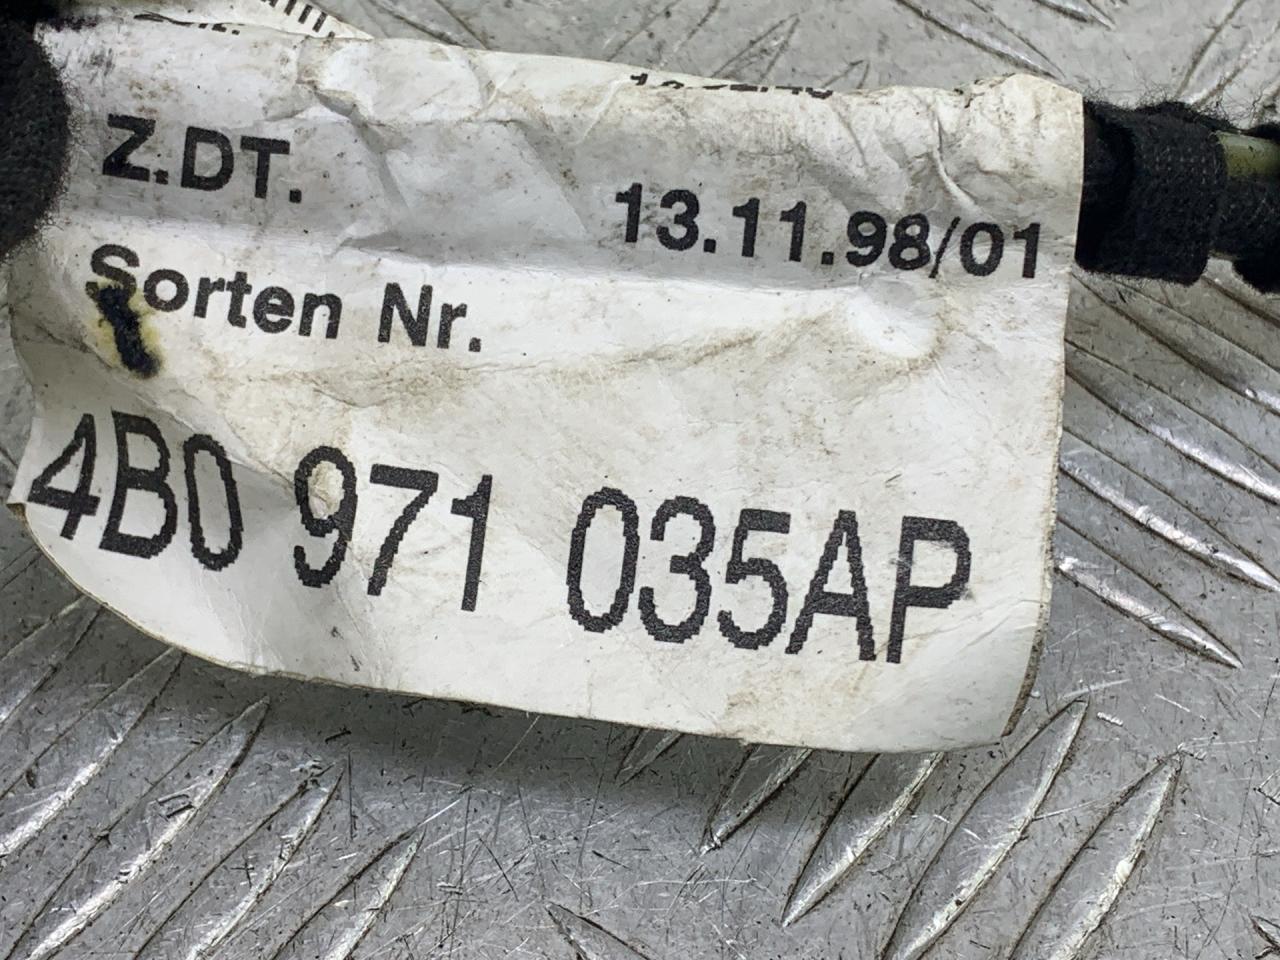 Z.DT.
13.11.98/01
Sorten Nr.
4B0 971 035AP